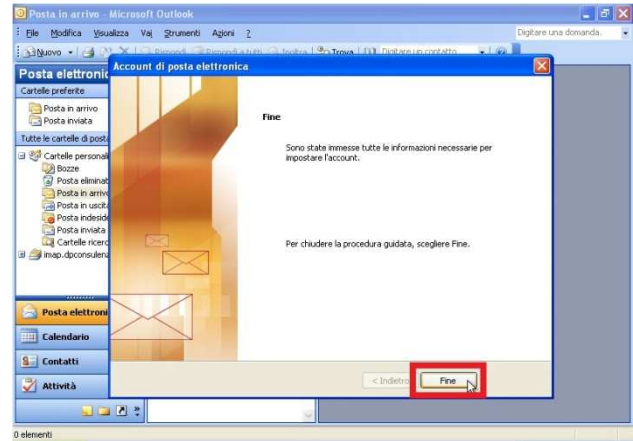 Posta in arrivo - Microsoft Outlook
File Modifica Visualizza Vai Strumenti Azioni ?
Digitare una domanda.
Nuovo Rispondi Rispondi a tutti Inoltra Trova Digitare un contatto
Posta elettronic
Account di posta elettronica
Cartelle preferite
Posta in arrivo
Posta inviata
Tutte le cartelle di posta
Cartelle personali
Bozze
Posta eliminat
Posta in arrivo
Posta in uscita
Posta indeside
Posta inviata
Cartelle ricerc
imap.dpconsulenz
Fine
Sono state immesse tutte le informazioni necessarie per
impostare l'account.
Per chiudere la procedura guidata, scegliere Fine.
Posta elettroni
Calendario
Contatti
Attività
< Indietro
Fine
0 elementi